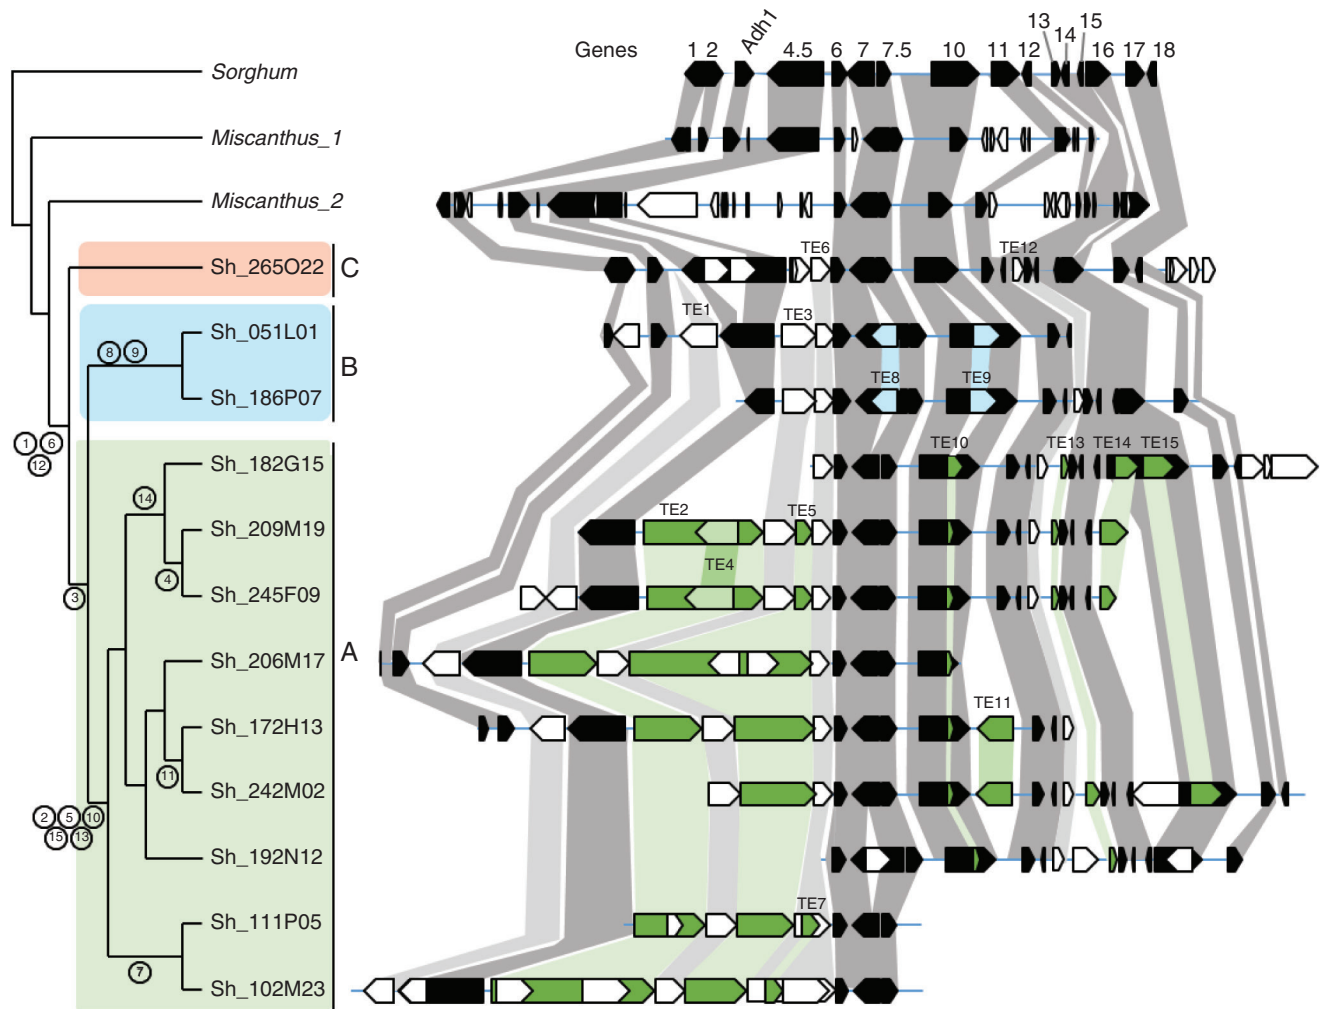 Genes 1 2 Adh1 4.5 6 7 7.5 10 11 12 13 14 15 16 17 18
Sorghum
Miscanthus_1
Miscanthus_2
TE6 TE12
Sh_265O22 C
TE1 TE3
Sh_051L01
8 9 B
TE8 TE9
Sh_186P07
1 6
12
TE10 TE13 TE14 TE15
Sh_182G15
14
TE2 TE5
Sh_209M19
TE4
4
3
Sh_245F09
A
Sh_206M17
TE11
Sh_172H13
11
Sh_242M02
2 5 10
15 13
Sh_192N12
TE7
Sh_111P05
7
Sh_102M23